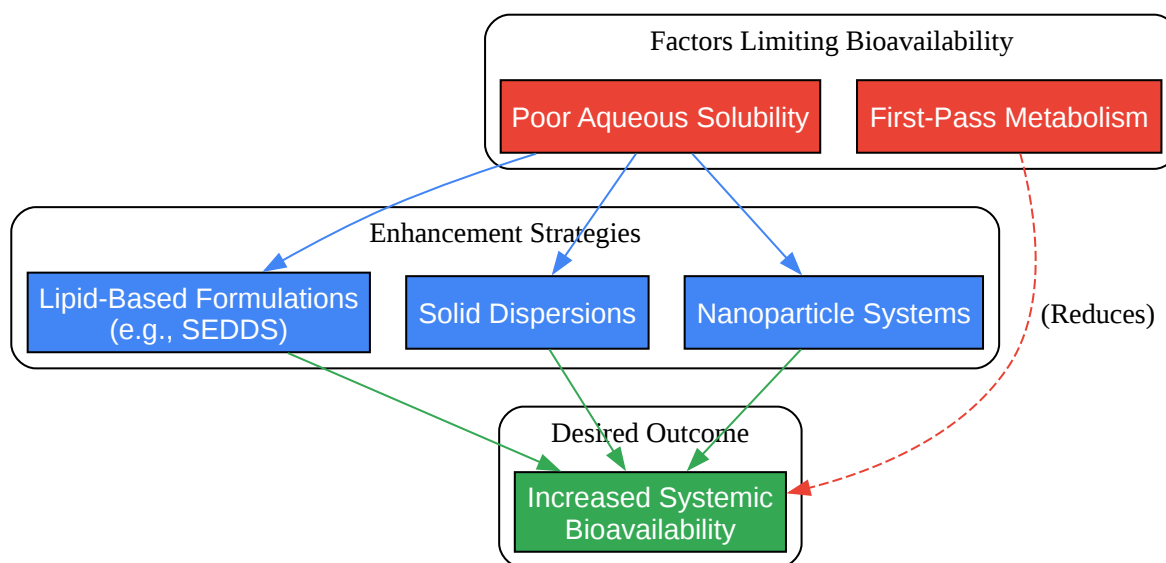 Factors Limiting Bioavailability
Poor Aqueous Solubility
First-Pass Metabolism
Enhancement Strategies
Lipid-Based Formulations
(e.g., SEDDS)
Solid Dispersions
Nanoparticle Systems
(Reduces)
Desired Outcome
Increased Systemic
Bioavailability